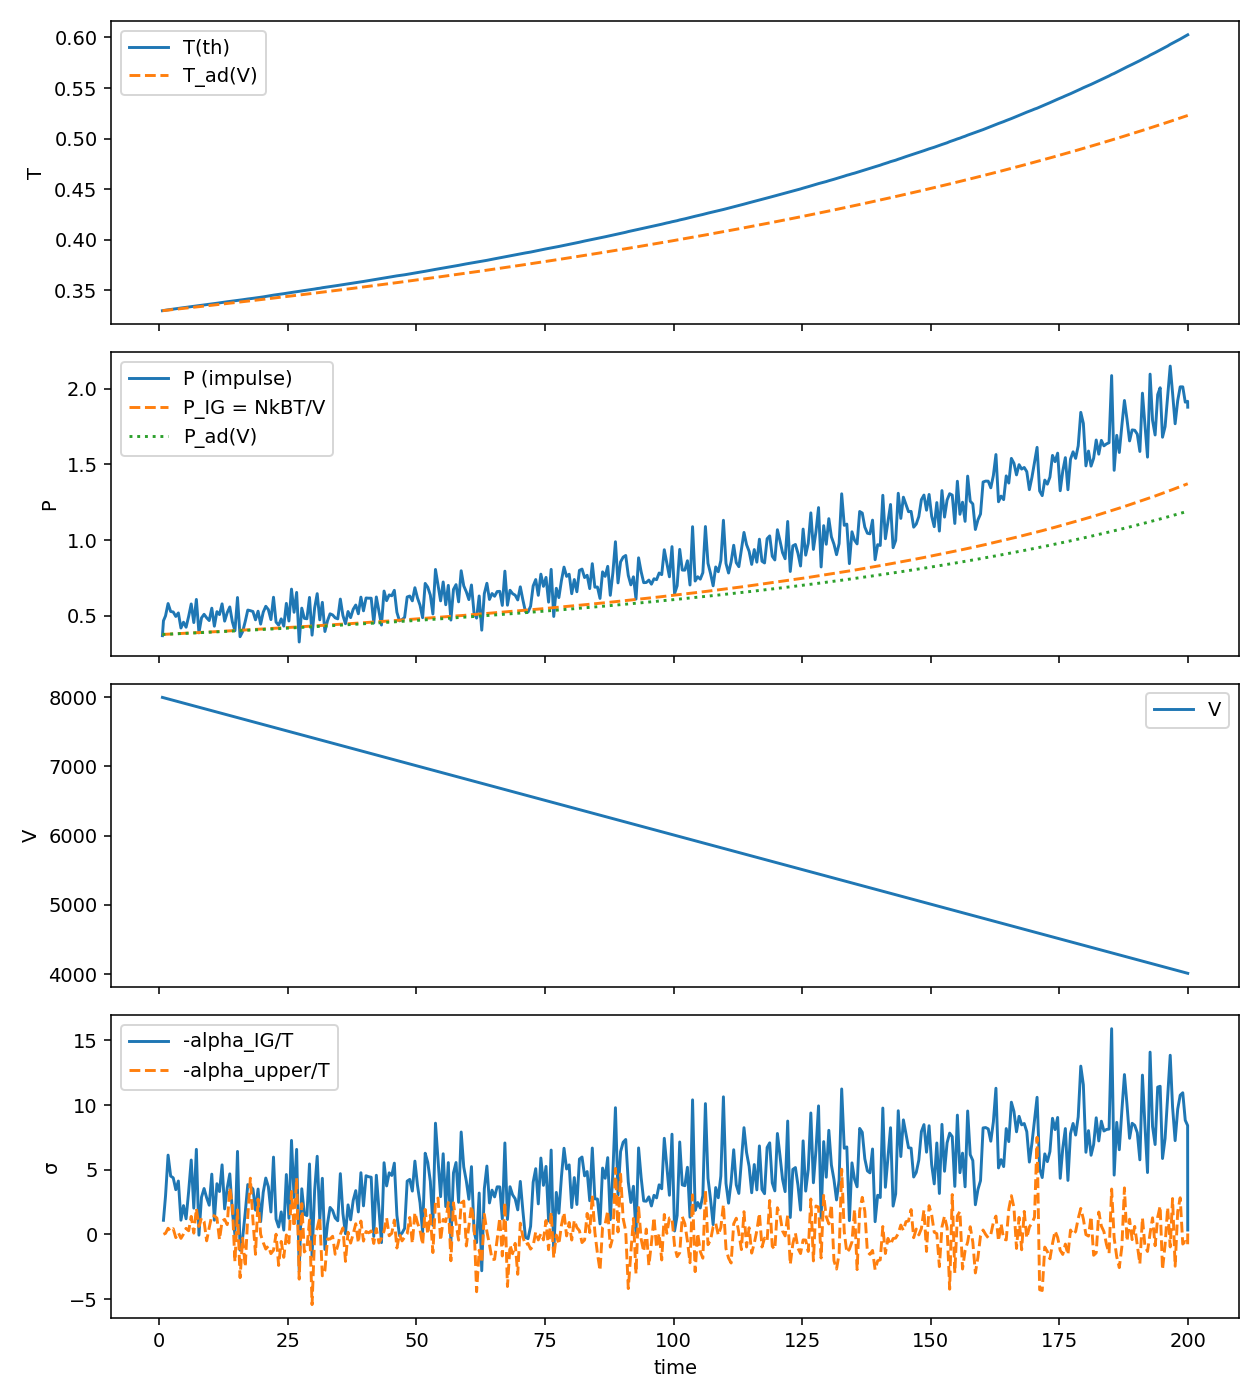 T(th)
T_ad(V)
0.60
0.55
0.50
0.45
0.40
0.35
T
P (impulse)
P_IG = NkBT/V
P_ad(V)
2.0
1.5
1.0
0.5
P
V
8000
7000
6000
5000
4000
V
-alpha_IG/T
-alpha_upper/T
15
10
5
0
−5
σ
0 25 50 75 100 125 150 175 200
time